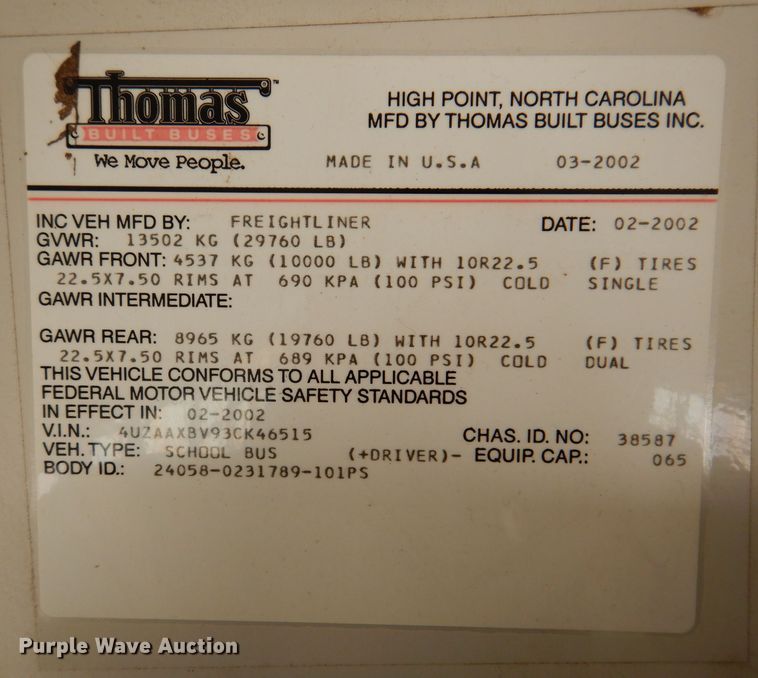 Thomas ™
BUILT BUSES
We Move People.
HIGH POINT, NORTH CAROLINA
MFD BY THOMAS BUILT BUSES INC.
MADE IN U.S.A 03-2002
INC VEH MFD BY: FREIGHTLINER DATE: 02-2002
GVWR: 13502 KG (29760 LB)
GAWR FRONT: 4537 KG (10000 LB) WITH 10R22.5 (F) TIRES
22.5X7.50 RIMS AT 690 KPA (100 PSI) COLD SINGLE
GAWR INTERMEDIATE:
GAWR REAR: 8965 KG (19760 LB) WITH 10R22.5 (F) TIRES
22.5X7.50 RIMS AT 689 KPA (100 PSI) COLD DUAL
THIS VEHICLE CONFORMS TO ALL APPLICABLE
FEDERAL MOTOR VEHICLE SAFETY STANDARDS
IN EFFECT IN: 02-2002
V.I.N.: 4UZAAXBV93CK46515 CHAS. ID. NO: 38587
VEH. TYPE: SCHOOL BUS (+DRIVER)- EQUIP. CAP.: 065
BODY ID.: 24058-0231789-101PS
Purple Wave Auction